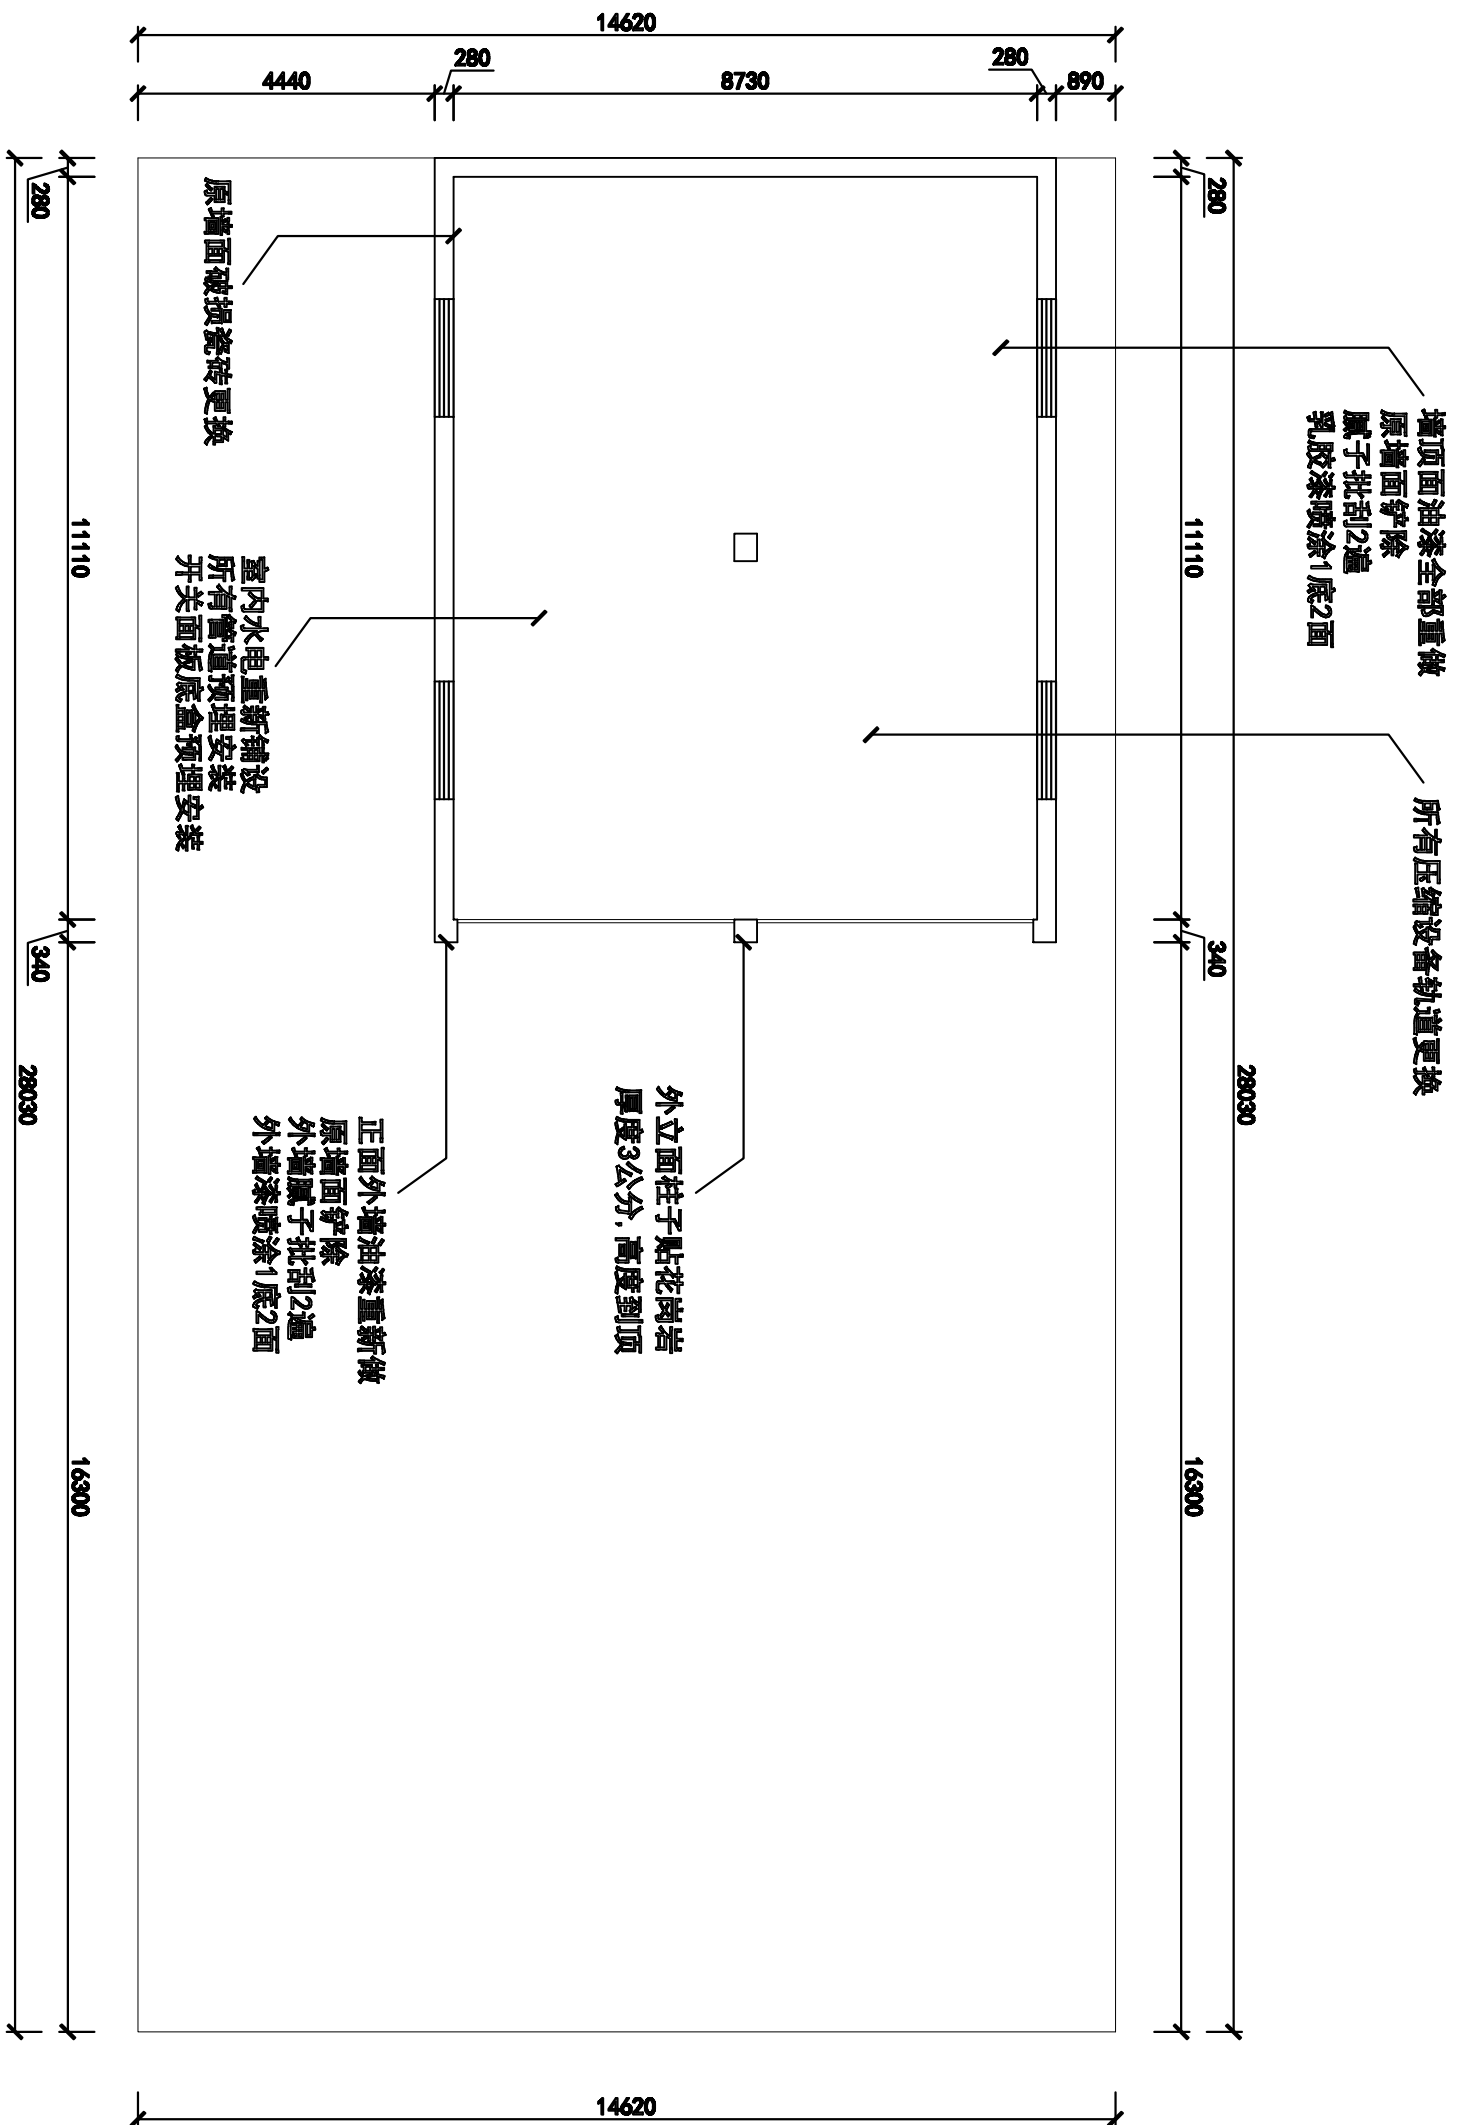 14620
280
280
4440
8730
890
280
280
原墙面破损瓷砖更换
墙顶面油漆全部重做
原墙面铲除
腻子批刮2遍
乳胶漆喷涂1底2面
11110
11110
室内水电重新铺设
所有管道预埋安装
开关面板底盒预埋安装
所有压缩设备轨道更换
340
340
28030
28030
外立面柱子贴花岗岩
厚度3公分,高度到顶
正面外墙油漆重新做
原墙面铲除
外墙腻子批刮2遍
外墙漆喷涂1底2面
16300
16300
14620